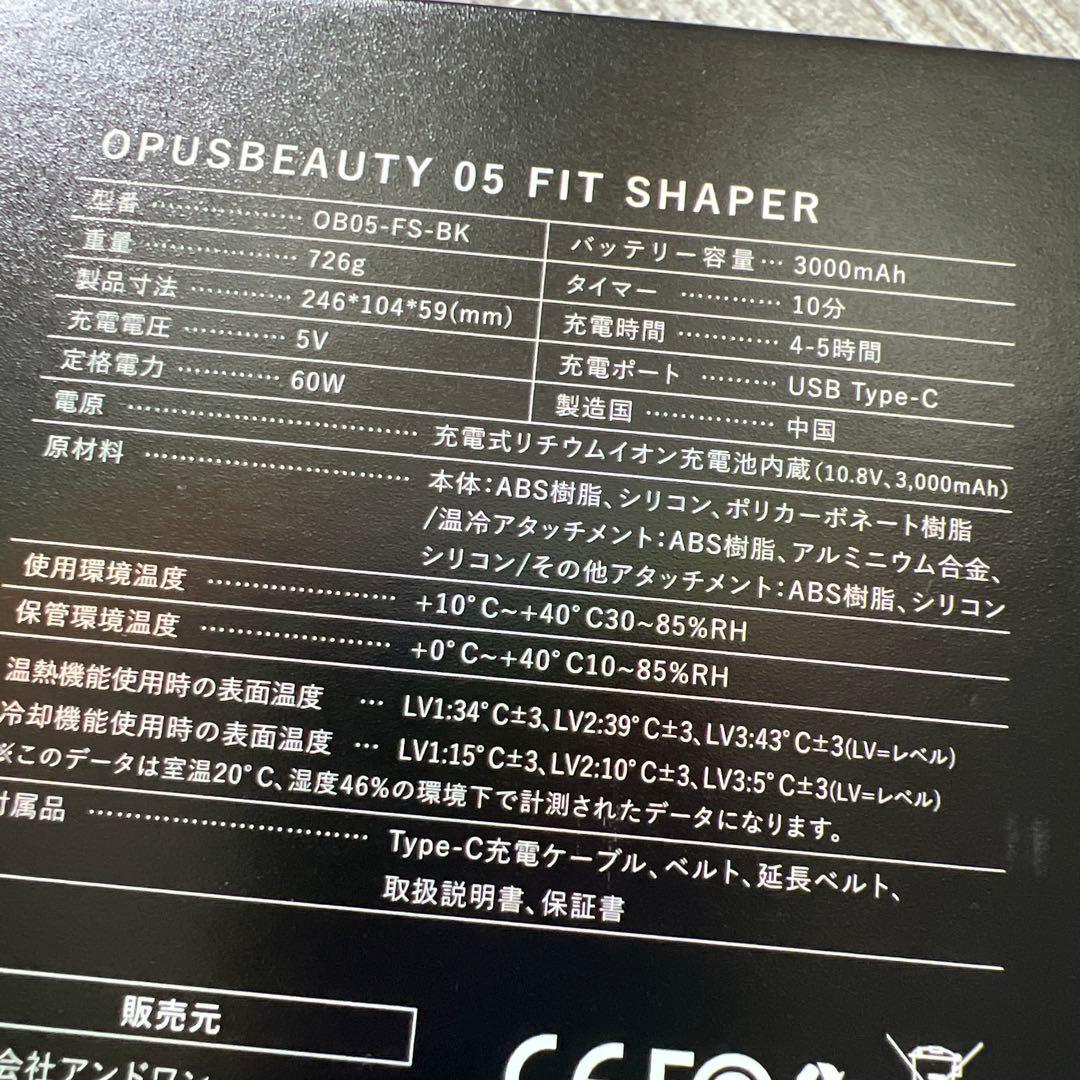 OPUSBEAUTY 05 FIT SHAPER
型番 ………………… OB05-FS-BK
重量 ………………… 726g
製品寸法 ………… 246*104*59(mm)
充電電圧 ………… 5V
定格電力 ………… 60W
バッテリー容量 … 3000mAh
タイマー ………… 10分
充電時間 ………… 4-5時間
充電ポート ……… USB Type-C
製造国 …………… 中国
電原 ………………………………… 充電式リチウムイオン充電池内蔵(10.8V、3,000mAh)
原材料 ……………………………… 本体:ABS樹脂、シリコン、ポリカーボネート樹脂
/温冷アタッチメント:ABS樹脂、アルミニウム合金、
シリコン/その他アタッチメント:ABS樹脂、シリコン
使用環境温度 …………………… +10°C~+40°C30~85%RH
保管環境温度 …………………… +0°C~+40°C10~85%RH
温熱機能使用時の表面温度 … LV1:34°C±3、LV2:39°C±3、LV3:43°C±3(LV=レベル)
冷却機能使用時の表面温度 … LV1:15°C±3、LV2:10°C±3、LV3:5°C±3(LV=レベル)
※このデータは室温20°C、湿度46%の環境下で計測されたデータになります。
付属品 ……………………………… Type-C充電ケーブル、ベルト、延長ベルト、
取扱説明書、保証書
販売元
会社アンドワン